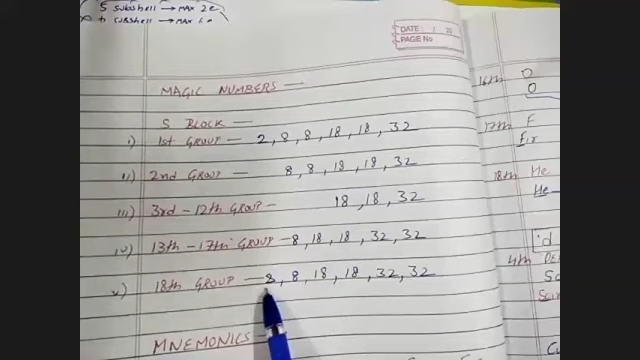 S subshell → MAX 2e
subshell → MAX 6e
DATE: / 20
PAGE No
MAGIC NUMBERS —
S BLOCK —
i) 1st GROUP — 2, 8, 8, 18, 18, 32
ii) 2nd GROUP — 8, 8, 18, 18, 32
iii) 3rd - 12th GROUP - 18, 18, 32
iv) 13th - 17th GROUP - 8, 18, 18, 32, 32
v) 18th GROUP — 8, 8, 18, 18, 32, 32
MNEMONICS -
16th O
O
17th F
Fir
18th He
He
d
4th